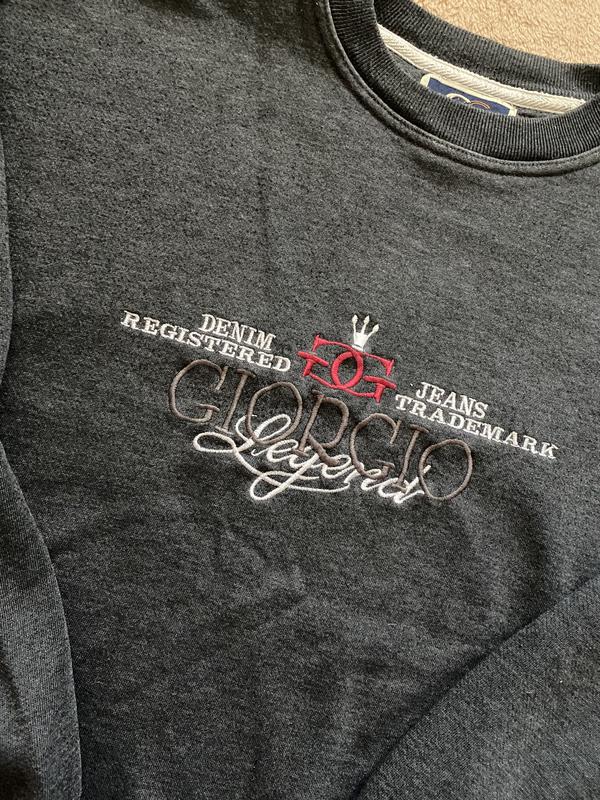 DENIM
REGISTERED
GG
JEANS
TRADEMARK
GIORGIO
Legend